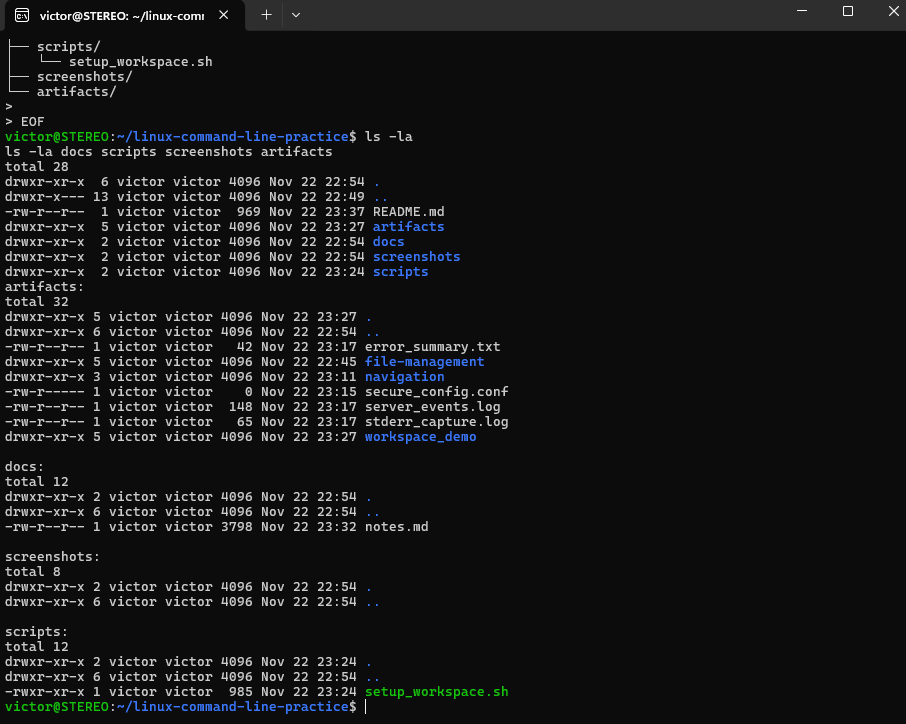 victor@STEREO: ~/linux-comm
├── scripts/
│   └── setup_workspace.sh
├── screenshots/
└── artifacts/
>
> EOF
victor@STEREO:~/linux-command-line-practice$ ls -la
ls -la docs scripts screenshots artifacts
total 28
drwxr-xr-x  6 victor victor 4096 Nov 22 22:54 .
drwxr-x--- 13 victor victor 4096 Nov 22 22:49 ..
-rw-r--r--  1 victor victor  969 Nov 22 23:37 README.md
drwxr-xr-x  5 victor victor 4096 Nov 22 23:27 artifacts
drwxr-xr-x  2 victor victor 4096 Nov 22 22:54 docs
drwxr-xr-x  2 victor victor 4096 Nov 22 22:54 screenshots
drwxr-xr-x  2 victor victor 4096 Nov 22 23:24 scripts
artifacts:
total 32
drwxr-xr-x 5 victor victor 4096 Nov 22 23:27 .
drwxr-xr-x 6 victor victor 4096 Nov 22 22:54 ..
-rw-r--r-- 1 victor victor   42 Nov 22 23:17 error_summary.txt
drwxr-xr-x 5 victor victor 4096 Nov 22 22:45 file-management
drwxr-xr-x 3 victor victor 4096 Nov 22 23:11 navigation
-rw-r----- 1 victor victor    0 Nov 22 23:15 secure_config.conf
-rw-r--r-- 1 victor victor  148 Nov 22 23:17 server_events.log
-rw-r--r-- 1 victor victor   65 Nov 22 23:17 stderr_capture.log
drwxr-xr-x 5 victor victor 4096 Nov 22 23:27 workspace_demo

docs:
total 12
drwxr-xr-x 2 victor victor 4096 Nov 22 22:54 .
drwxr-xr-x 6 victor victor 4096 Nov 22 22:54 ..
-rw-r--r-- 1 victor victor 3798 Nov 22 23:32 notes.md

screenshots:
total 8
drwxr-xr-x 2 victor victor 4096 Nov 22 22:54 .
drwxr-xr-x 6 victor victor 4096 Nov 22 22:54 ..

scripts:
total 12
drwxr-xr-x 2 victor victor 4096 Nov 22 23:24 .
drwxr-xr-x 6 victor victor 4096 Nov 22 22:54 ..
-rwxr-xr-x 1 victor victor  985 Nov 22 23:24 setup_workspace.sh
victor@STEREO:~/linux-command-line-practice$